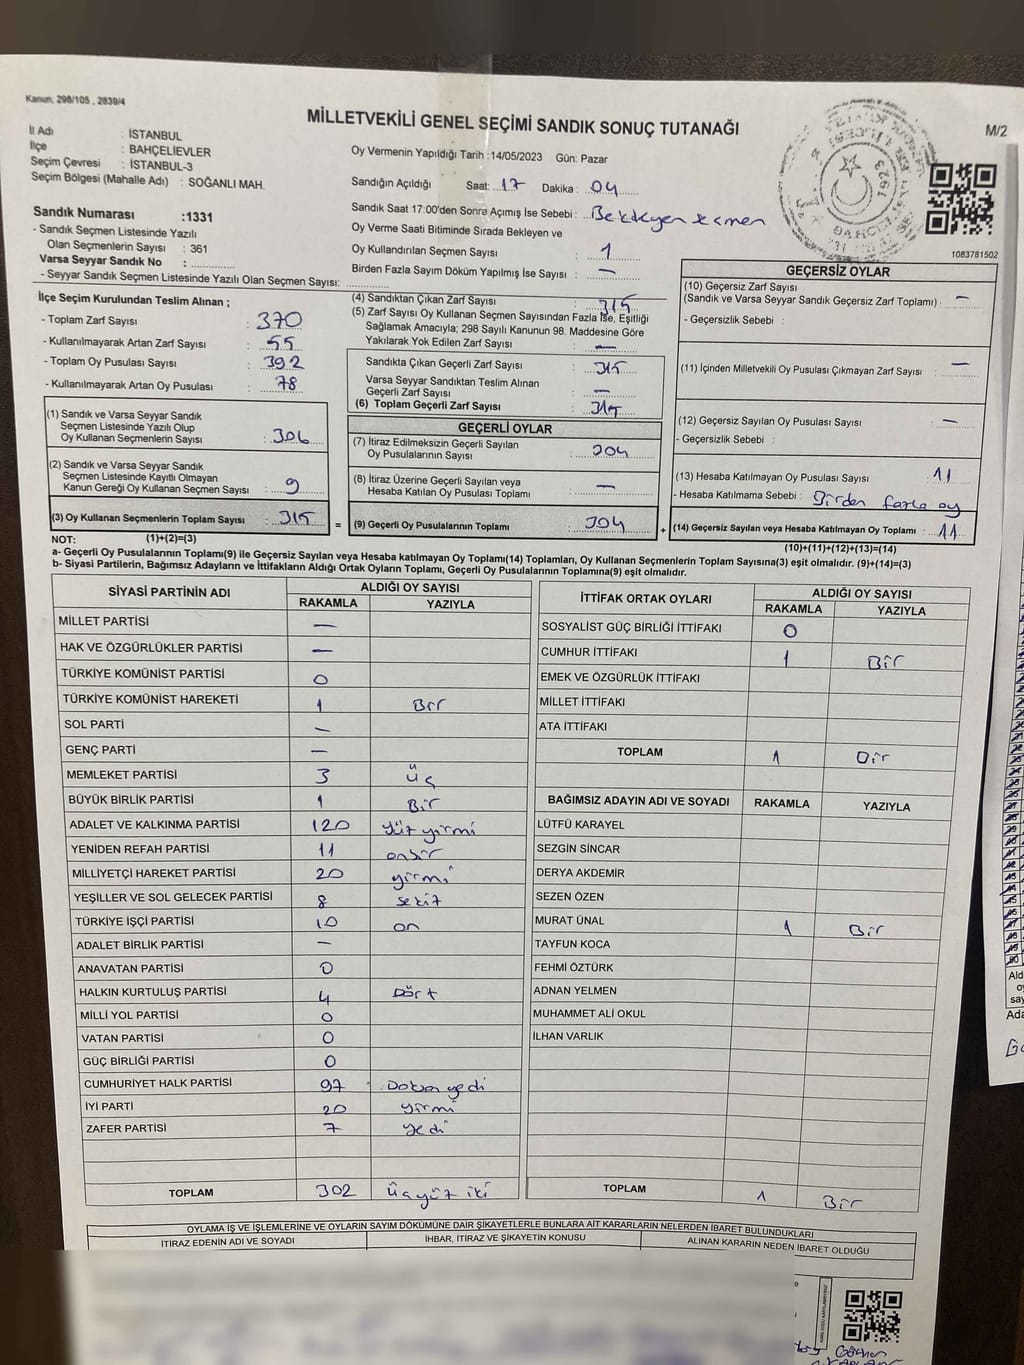 Kanun: 298/105 , 2839/4
MİLLETVEKİLİ GENEL SEÇİMİ SANDIK SONUÇ TUTANAĞI
M/2
İl Adı : İSTANBUL
İlçe : BAHÇELİEVLER
Seçim Çevresi : İSTANBUL-3
Seçim Bölgesi (Mahalle Adı) : SOĞANLI MAH.
Sandık Numarası :1331
- Sandık Seçmen Listesinde Yazılı
Olan Seçmenlerin Sayısı : 361
Varsa Seyyar Sandık No :
- Seyyar Sandık Seçmen Listesinde Yazılı Olan Seçmen Sayısı:
Oy Vermenin Yapıldığı Tarih :14/05/2023 Gün: Pazar
Sandığın Açıldığı Saat: 17 Dakika : 04
Sandık Saat 17:00'den Sonra Açımış İse Sebebi : Bekleyen seçmen
Oy Verme Saati Bitiminde Sırada Bekleyen ve
Oy Kullandırılan Seçmen Sayısı : 1
Birden Fazla Sayım Döküm Yapılmış İse Sayısı : —
1083781502
İlçe Seçim Kurulundan Teslim Alınan ;
- Toplam Zarf Sayısı : 370
- Kullanılmayarak Artan Zarf Sayısı : 55
- Toplam Oy Pusulası Sayısı : 392
- Kullanılmayarak Artan Oy Pusulası : 78
(1) Sandık ve Varsa Seyyar Sandık
Seçmen Listesinde Yazılı Olup
Oy Kullanan Seçmenlerin Sayısı : 306
(2) Sandık ve Varsa Seyyar Sandık
Seçmen Listesinde Kayıtlı Olmayan
Kanun Gereği Oy Kullanan Seçmen Sayısı : 9
(3) Oy Kullanan Seçmenlerin Toplam Sayısı : 315
(4) Sandıktan Çıkan Zarf Sayısı : 315
(5) Zarf Sayısı Oy Kullanan Seçmen Sayısından Fazla İse, Eşitliği
Sağlamak Amacıyla; 298 Sayılı Kanunun 98. Maddesine Göre
Yakılarak Yok Edilen Zarf Sayısı : —
Sandıkta Çıkan Geçerli Zarf Sayısı : 315
Varsa Seyyar Sandıktan Teslim Alınan
Geçerli Zarf Sayısı : —
(6) Toplam Geçerli Zarf Sayısı : 315
GEÇERLİ OYLAR
(7) İtiraz Edilmeksizin Geçerli Sayılan
Oy Pusulalarının Sayısı : 304
(8) İtiraz Üzerine Geçerli Sayılan veya
Hesaba Katılan Oy Pusulası Toplamı : —
= (9) Geçerli Oy Pusulalarının Toplamı : 304 +
GEÇERSİZ OYLAR
(10) Geçersiz Zarf Sayısı
(Sandık ve Varsa Seyyar Sandık Geçersiz Zarf Toplamı) : —
- Geçersizlik Sebebi :
(11) İçinden Milletvekili Oy Pusulası Çıkmayan Zarf Sayısı : —
(12) Geçersiz Sayılan Oy Pusulası Sayısı : —
- Geçersizlik Sebebi :
(13) Hesaba Katılmayan Oy Pusulası Sayısı : 11
- Hesaba Katılmama Sebebi : Birden fazla oy
(14) Geçersiz Sayılan veya Hesaba Katılmayan Oy Toplamı : 11
NOT: (1)+(2)=(3)
(10)+(11)+(12)+(13)=(14)
a- Geçerli Oy Pusulalarının Toplamı(9) ile Geçersiz Sayılan veya Hesaba katılmayan Oy Toplamı(14) Toplamları, Oy Kullanan Seçmenlerin Toplam Sayısına(3) eşit olmalıdır. (9)+(14)=(3)
b- Siyasi Partilerin, Bağımsız Adayların ve İttifakların Aldığı Ortak Oyların Toplamı, Geçerli Oy Pusulalarının Toplamına(9) eşit olmalıdır.
SİYASİ PARTİNİN ADI ALDIĞI OY SAYISI
RAKAMLA YAZIYLA
MİLLET PARTİSİ —
HAK VE ÖZGÜRLÜKLER PARTİSİ —
TÜRKİYE KOMÜNİST PARTİSİ 0
TÜRKİYE KOMÜNİST HAREKETİ 1 Bir
SOL PARTİ —
GENÇ PARTİ —
MEMLEKET PARTİSİ 3 üç
BÜYÜK BİRLİK PARTİSİ 1 Bir
ADALET VE KALKINMA PARTİSİ 120 yüz yirmi
YENİDEN REFAH PARTİSİ 11 onbir
MİLLİYETÇİ HAREKET PARTİSİ 20 yirmi
YEŞİLLER VE SOL GELECEK PARTİSİ 8 sekiz
TÜRKİYE İŞÇİ PARTİSİ 10 on
ADALET BİRLİK PARTİSİ —
ANAVATAN PARTİSİ 0
HALKIN KURTULUŞ PARTİSİ 4 Dört
MİLLİ YOL PARTİSİ 0
VATAN PARTİSİ 0
GÜÇ BİRLİĞİ PARTİSİ 0
CUMHURİYET HALK PARTİSİ 97 Doksan yedi
İYİ PARTİ 20 yirmi
ZAFER PARTİSİ 7 yedi
TOPLAM 302 üçyüz iki
İTTİFAK ORTAK OYLARI ALDIĞI OY SAYISI
RAKAMLA YAZIYLA
SOSYALİST GÜÇ BİRLİĞİ İTTİFAKI 0
CUMHUR İTTİFAKI 1 Bir
EMEK VE ÖZGÜRLÜK İTTİFAKI
MİLLET İTTİFAKI
ATA İTTİFAKI
TOPLAM 1 Bir
BAĞIMSIZ ADAYIN ADI VE SOYADI RAKAMLA YAZIYLA
LÜTFÜ KARAYEL
SEZGİN SİNCAR
DERYA AKDEMİR
SEZEN ÖZEN
MURAT ÜNAL 1 Bir
TAYFUN KOCA
FEHMİ ÖZTÜRK
ADNAN YELMEN
MUHAMMET ALİ OKUL
İLHAN VARLIK
TOPLAM 1 Bir
OYLAMA İŞ VE İŞLEMLERİNE VE OYLARIN SAYIM DÖKÜMÜNE DAİR ŞİKAYETLERLE BUNLARA AİT KARARLARIN NELERDEN İBARET BULUNDUKLARI
İTİRAZ EDENİN ADI VE SOYADI İHBAR, İTİRAZ VE ŞİKAYETİN KONUSU ALINAN KARARIN NEDEN İBARET OLDUĞU